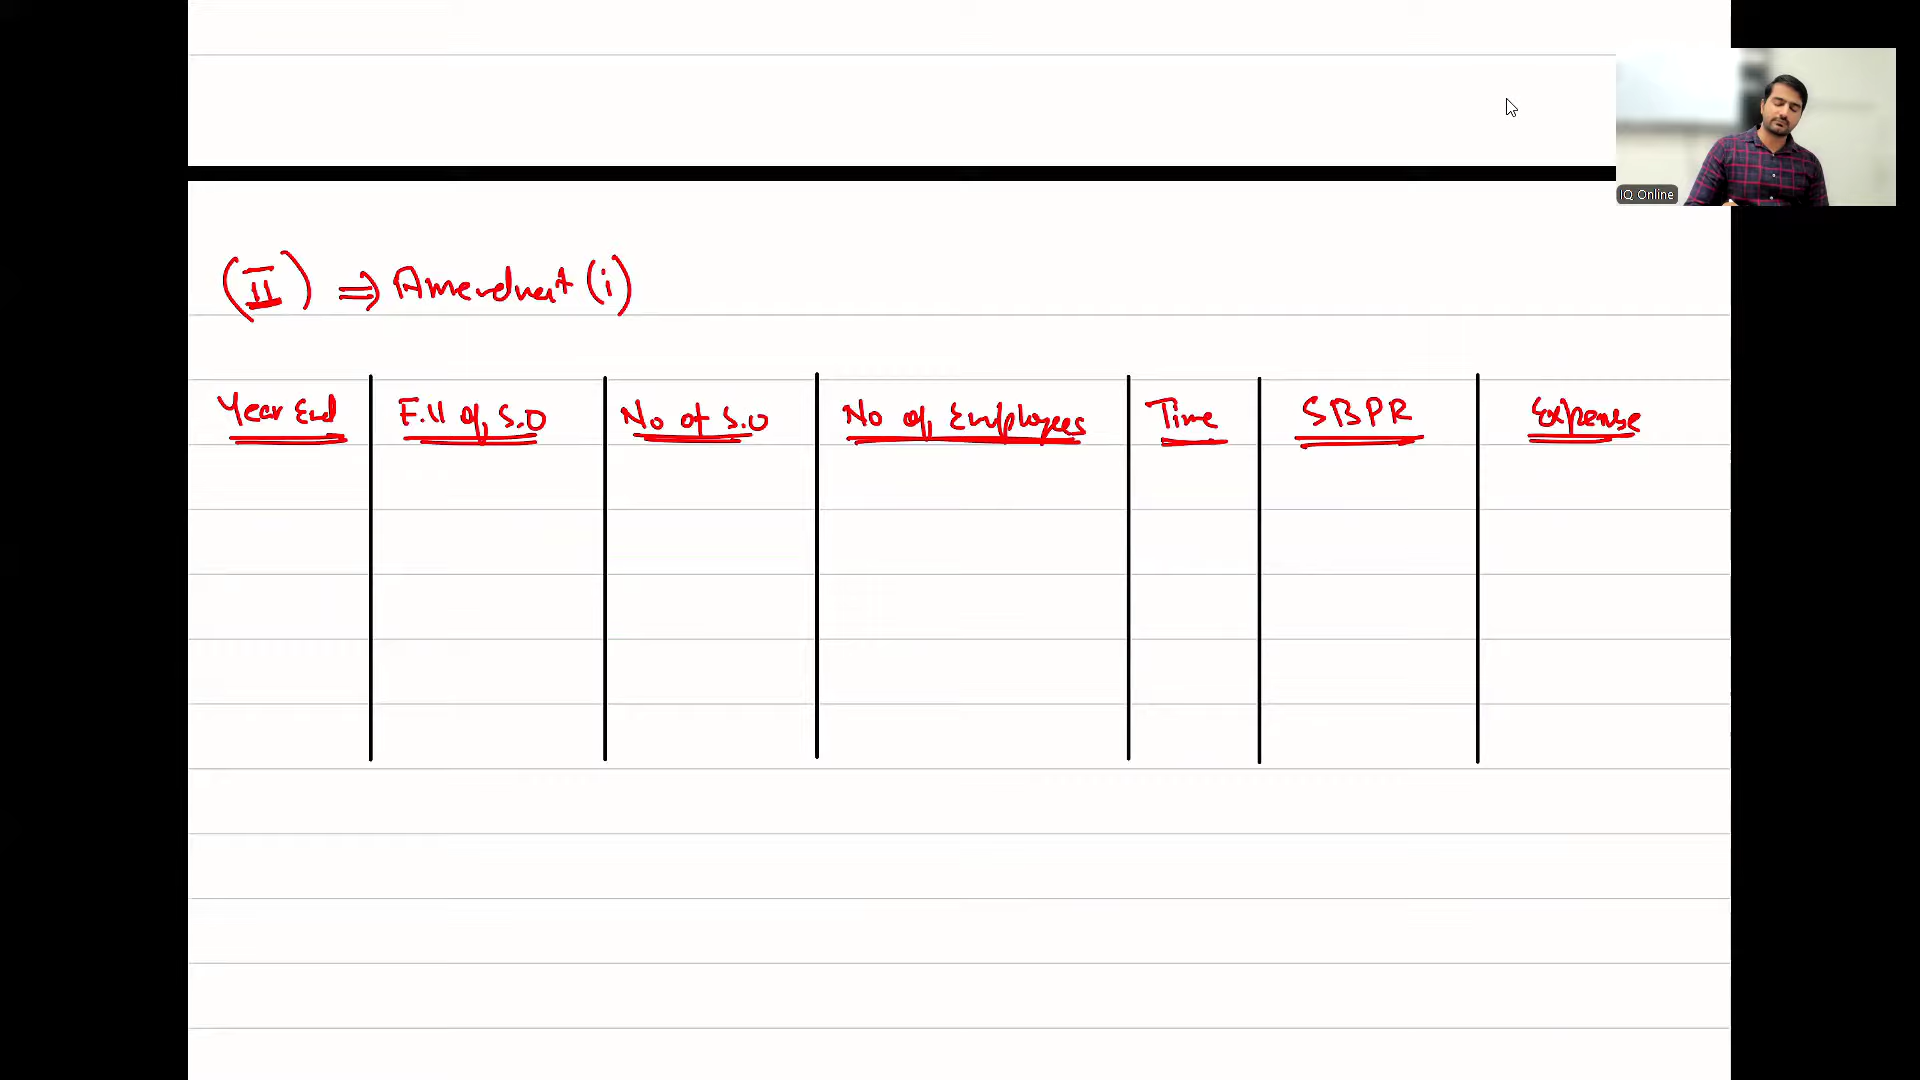 IQ Online
(II) ⇒ Amendment (i)
Year End F.V of S.O No of S.O No of Employees Time SBPR Expense